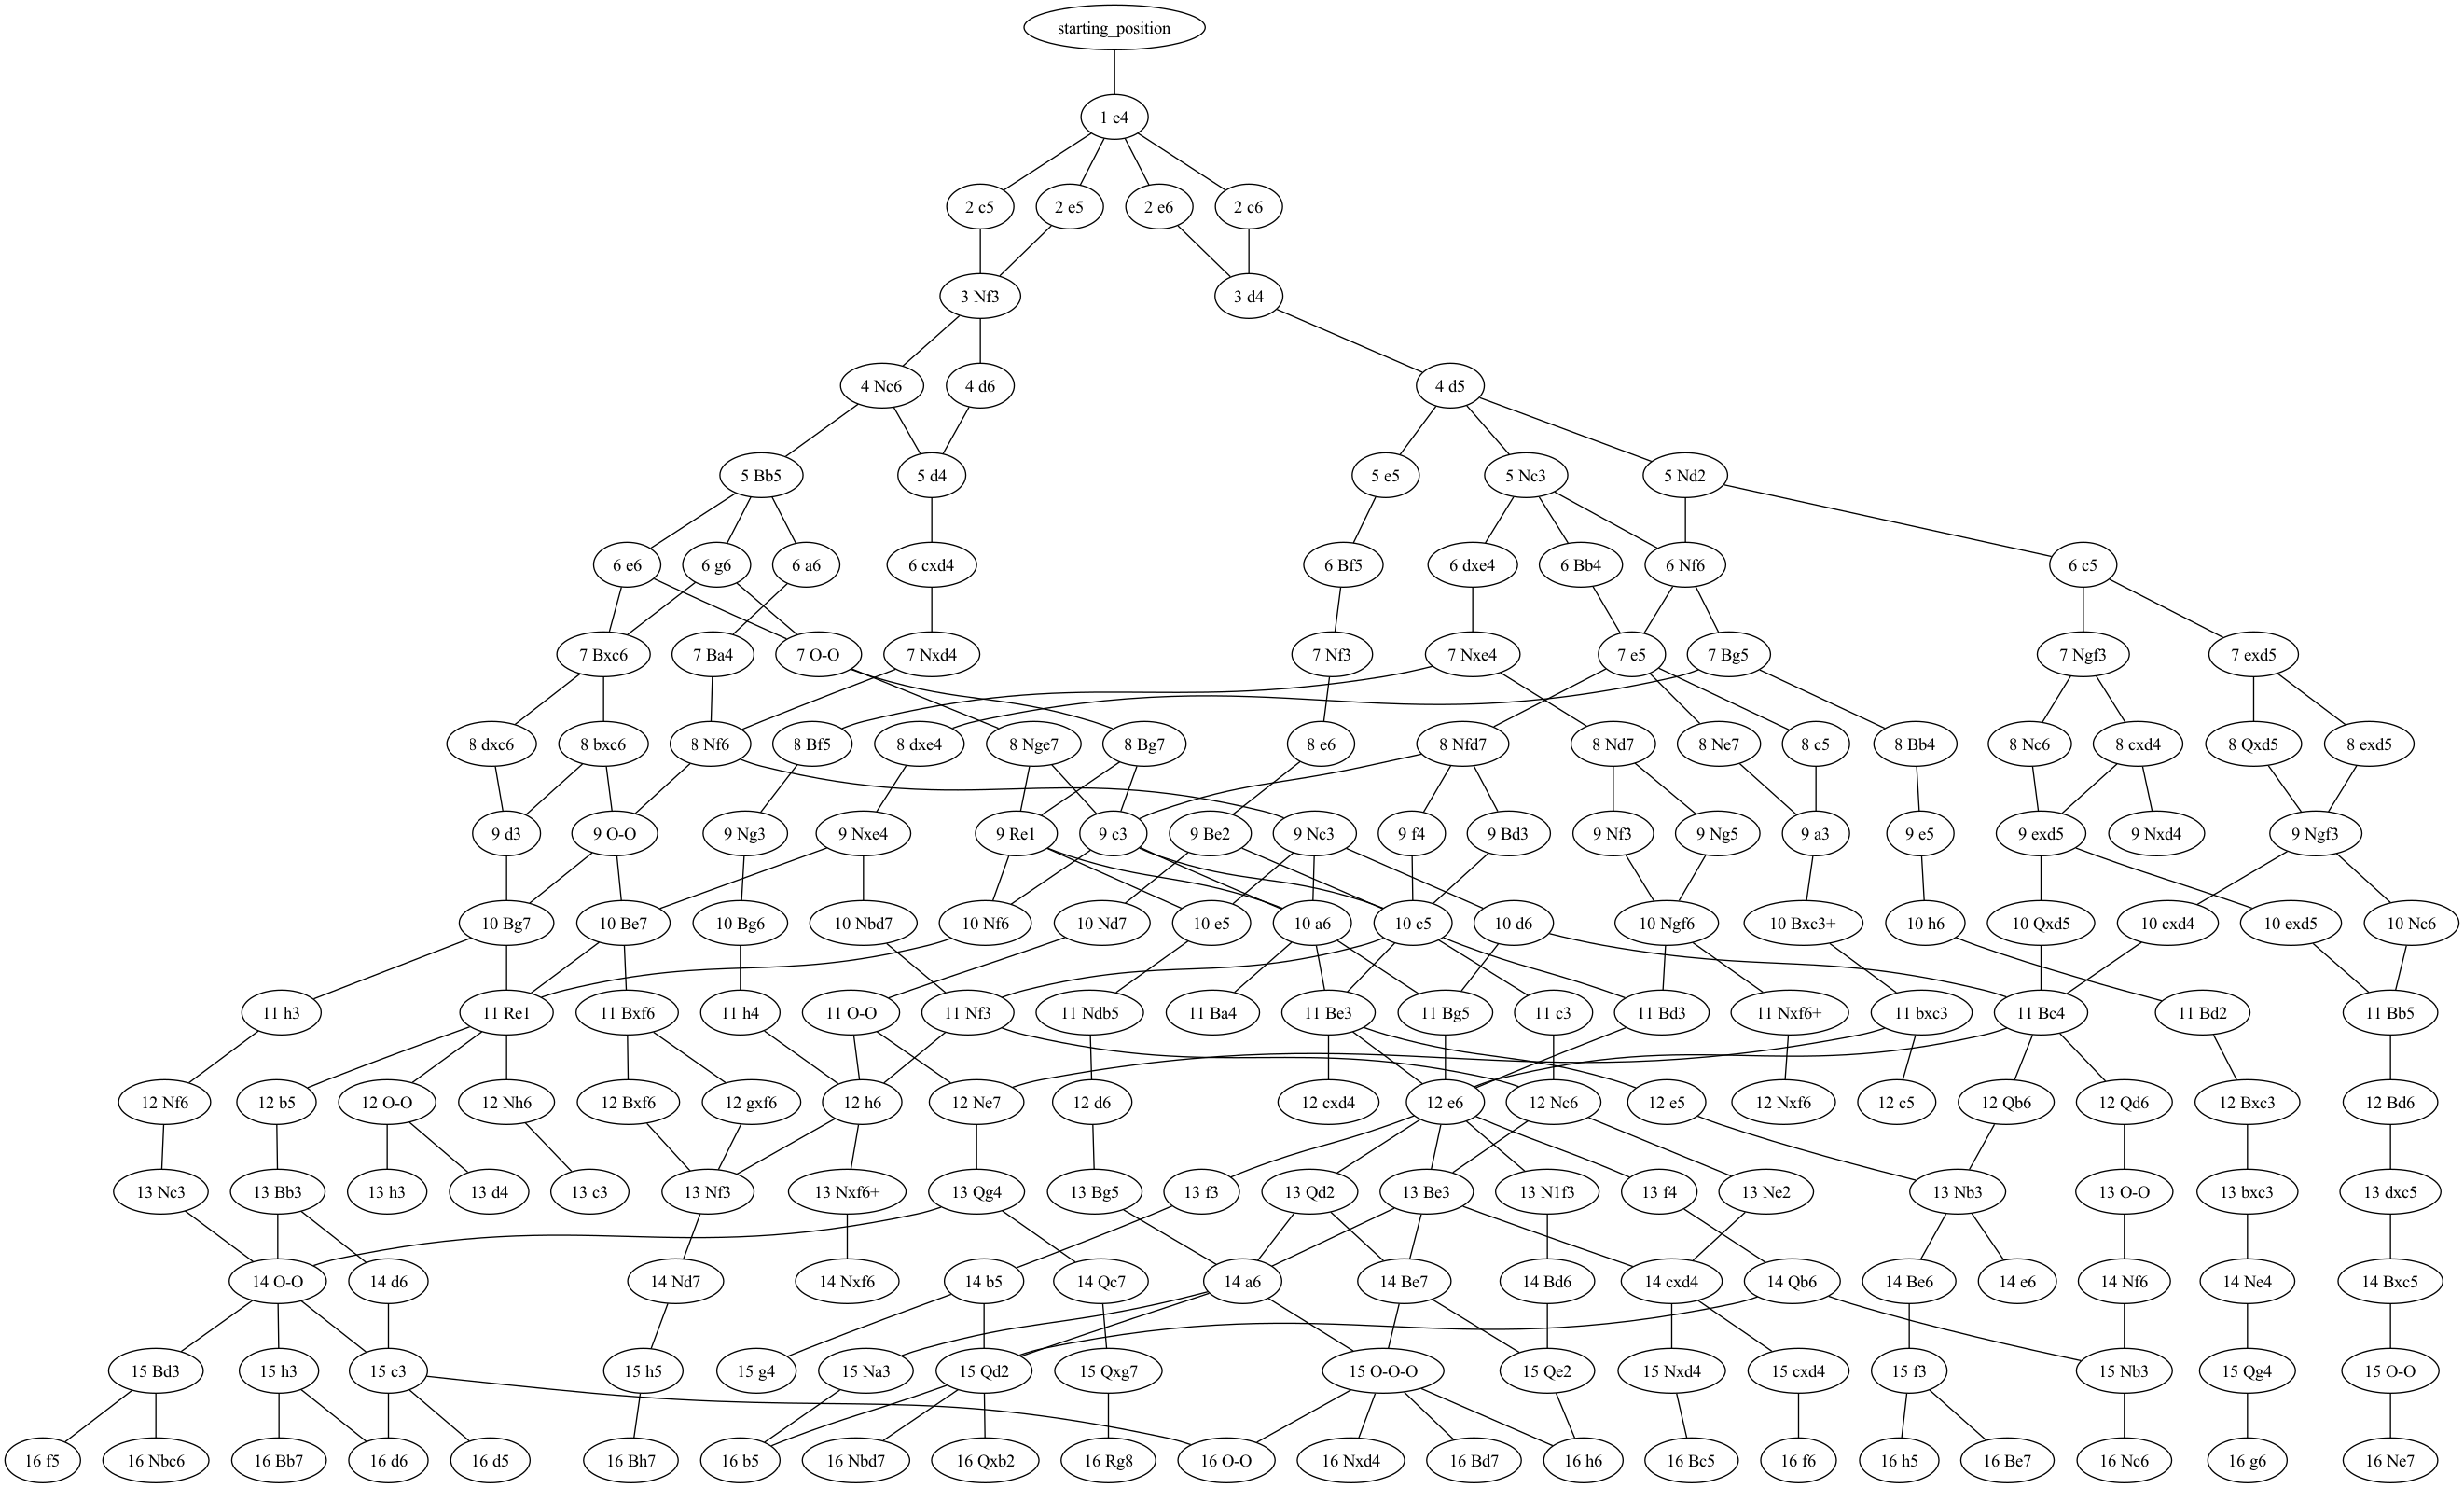 starting_position
1 e4
2 c5
2 e5
2 e6
2 c6
3 Nf3
3 d4
4 Nc6
4 d6
4 d5
5 Bb5
5 d4
5 e5
5 Nc3
5 Nd2
6 e6
6 g6
6 a6
6 cxd4
6 Bf5
6 dxe4
6 Bb4
6 Nf6
6 c5
7 Bxc6
7 Ba4
7 O-O
7 Nxd4
7 Nf3
7 Nxe4
7 e5
7 Bg5
7 Ngf3
7 exd5
8 dxc6
8 bxc6
8 Nf6
8 Bf5
8 dxe4
8 Nge7
8 Bg7
8 e6
8 Nfd7
8 Nd7
8 Ne7
8 c5
8 Bb4
8 Nc6
8 cxd4
8 Qxd5
8 exd5
9 d3
9 O-O
9 Ng3
9 Nxe4
9 Re1
9 c3
9 Be2
9 Nc3
9 f4
9 Bd3
9 Nf3
9 Ng5
9 a3
9 e5
9 exd5
9 Nxd4
9 Ngf3
10 Bg7
10 Be7
10 Bg6
10 Nbd7
10 Nf6
10 Nd7
10 e5
10 a6
10 c5
10 d6
10 Ngf6
10 Bxc3+
10 h6
10 Qxd5
10 cxd4
10 exd5
10 Nc6
11 h3
11 Re1
11 Bxf6
11 h4
11 O-O
11 Nf3
11 Ndb5
11 Ba4
11 Be3
11 Bg5
11 c3
11 Bd3
11 Nxf6+
11 bxc3
11 Bc4
11 Bd2
11 Bb5
12 Nf6
12 b5
12 O-O
12 Nh6
12 Bxf6
12 gxf6
12 h6
12 Ne7
12 d6
12 cxd4
12 e6
12 Nc6
12 e5
12 Nxf6
12 c5
12 Qb6
12 Qd6
12 Bxc3
12 Bd6
13 Nc3
13 Bb3
13 h3
13 d4
13 c3
13 Nf3
13 Nxf6+
13 Qg4
13 Bg5
13 f3
13 Qd2
13 Be3
13 N1f3
13 f4
13 Ne2
13 Nb3
13 O-O
13 bxc3
13 dxc5
14 O-O
14 d6
14 Nd7
14 Nxf6
14 b5
14 Qc7
14 a6
14 Be7
14 Bd6
14 cxd4
14 Qb6
14 Be6
14 e6
14 Nf6
14 Ne4
14 Bxc5
15 Bd3
15 h3
15 c3
15 h5
15 g4
15 Na3
15 Qd2
15 Qxg7
15 O-O-O
15 Qe2
15 Nxd4
15 cxd4
15 f3
15 Nb3
15 Qg4
15 O-O
16 f5
16 Nbc6
16 Bb7
16 d6
16 d5
16 Bh7
16 b5
16 Nbd7
16 Qxb2
16 Rg8
16 O-O
16 Nxd4
16 Bd7
16 h6
16 Bc5
16 f6
16 h5
16 Be7
16 Nc6
16 g6
16 Ne7